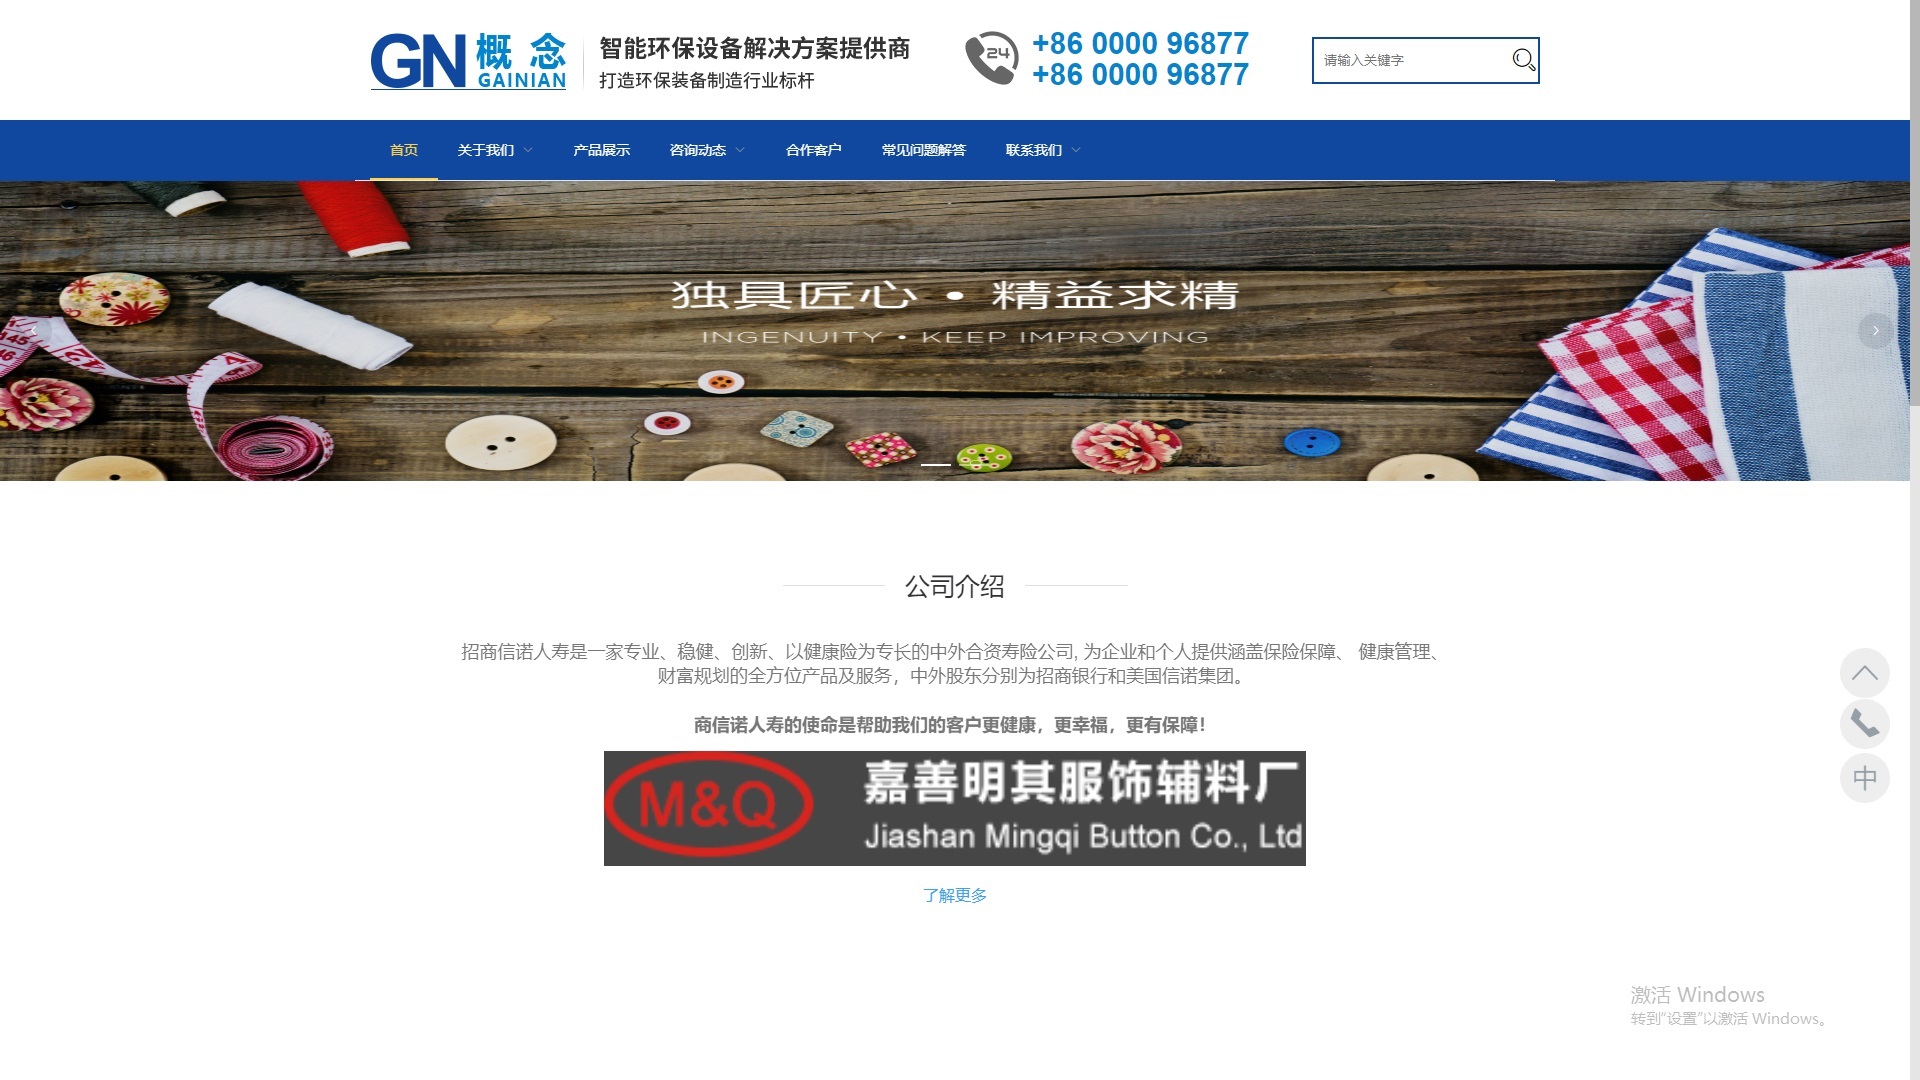 GN 概念
GAINIAN
智能环保设备解决方案提供商
打造环保装备制造行业标杆
24
+86 0000 96877
+86 0000 96877
请输入关键字
首页 关于我们 产品展示 咨询动态 合作客户 常见问题解答 联系我们
独具匠心 • 精益求精
INGENUITY • KEEP IMPROVING
145
146
公司介绍
招商信诺人寿是一家专业、稳健、创新、以健康险为专长的中外合资寿险公司, 为企业和个人提供涵盖保险保障、 健康管理、
财富规划的全方位产品及服务，中外股东分别为招商银行和美国信诺集团。
商信诺人寿的使命是帮助我们的客户更健康，更幸福，更有保障！
M&Q
嘉善明其服饰辅料厂
Jiashan Mingqi Button Co., Ltd
了解更多
中
激活 Windows
转到“设置”以激活 Windows。